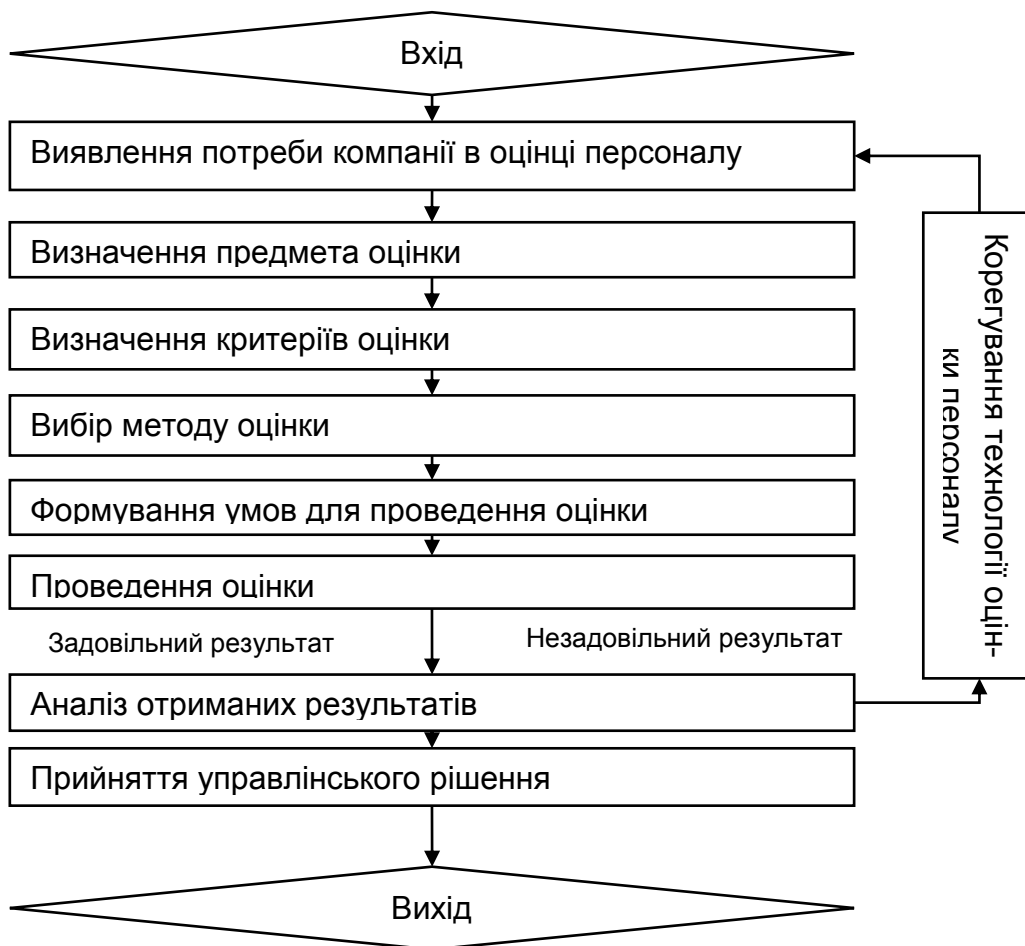 Вхід
Виявлення потреби компанії в оцінці персоналу
Визначення предмета оцінки
Визначення критеріїв оцінки
Вибір методу оцінки
Формування умов для проведення оцінки
Проведення оцінки
Задовільний результат
Незадовільний результат
Аналіз отриманих результатів
Прийняття управлінського рішення
Вихід
Корегування технології оцін-
ки персоналу